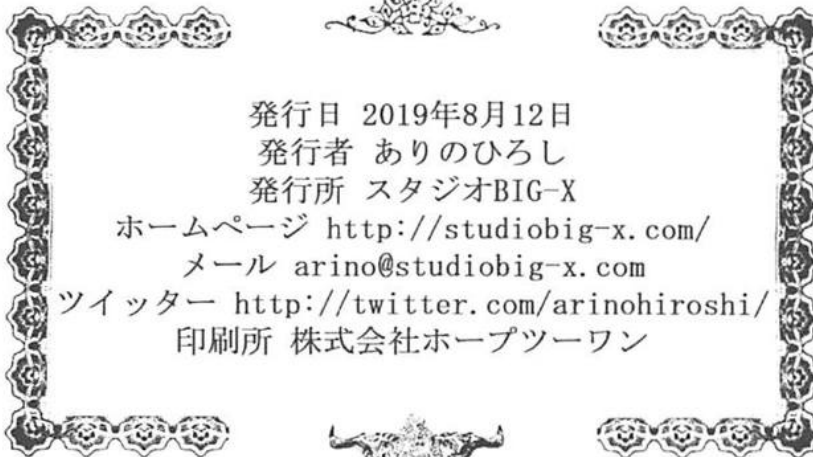 発行日 2019年8月12日
発行者 ありのひろし
発行所 スタジオBIG-X
ホームページ http://studiobig-x.com/
メール arino@studiobig-x.com
ツイッター http://twitter.com/arinohiroshi/
印刷所 株式会社ホープツーワン